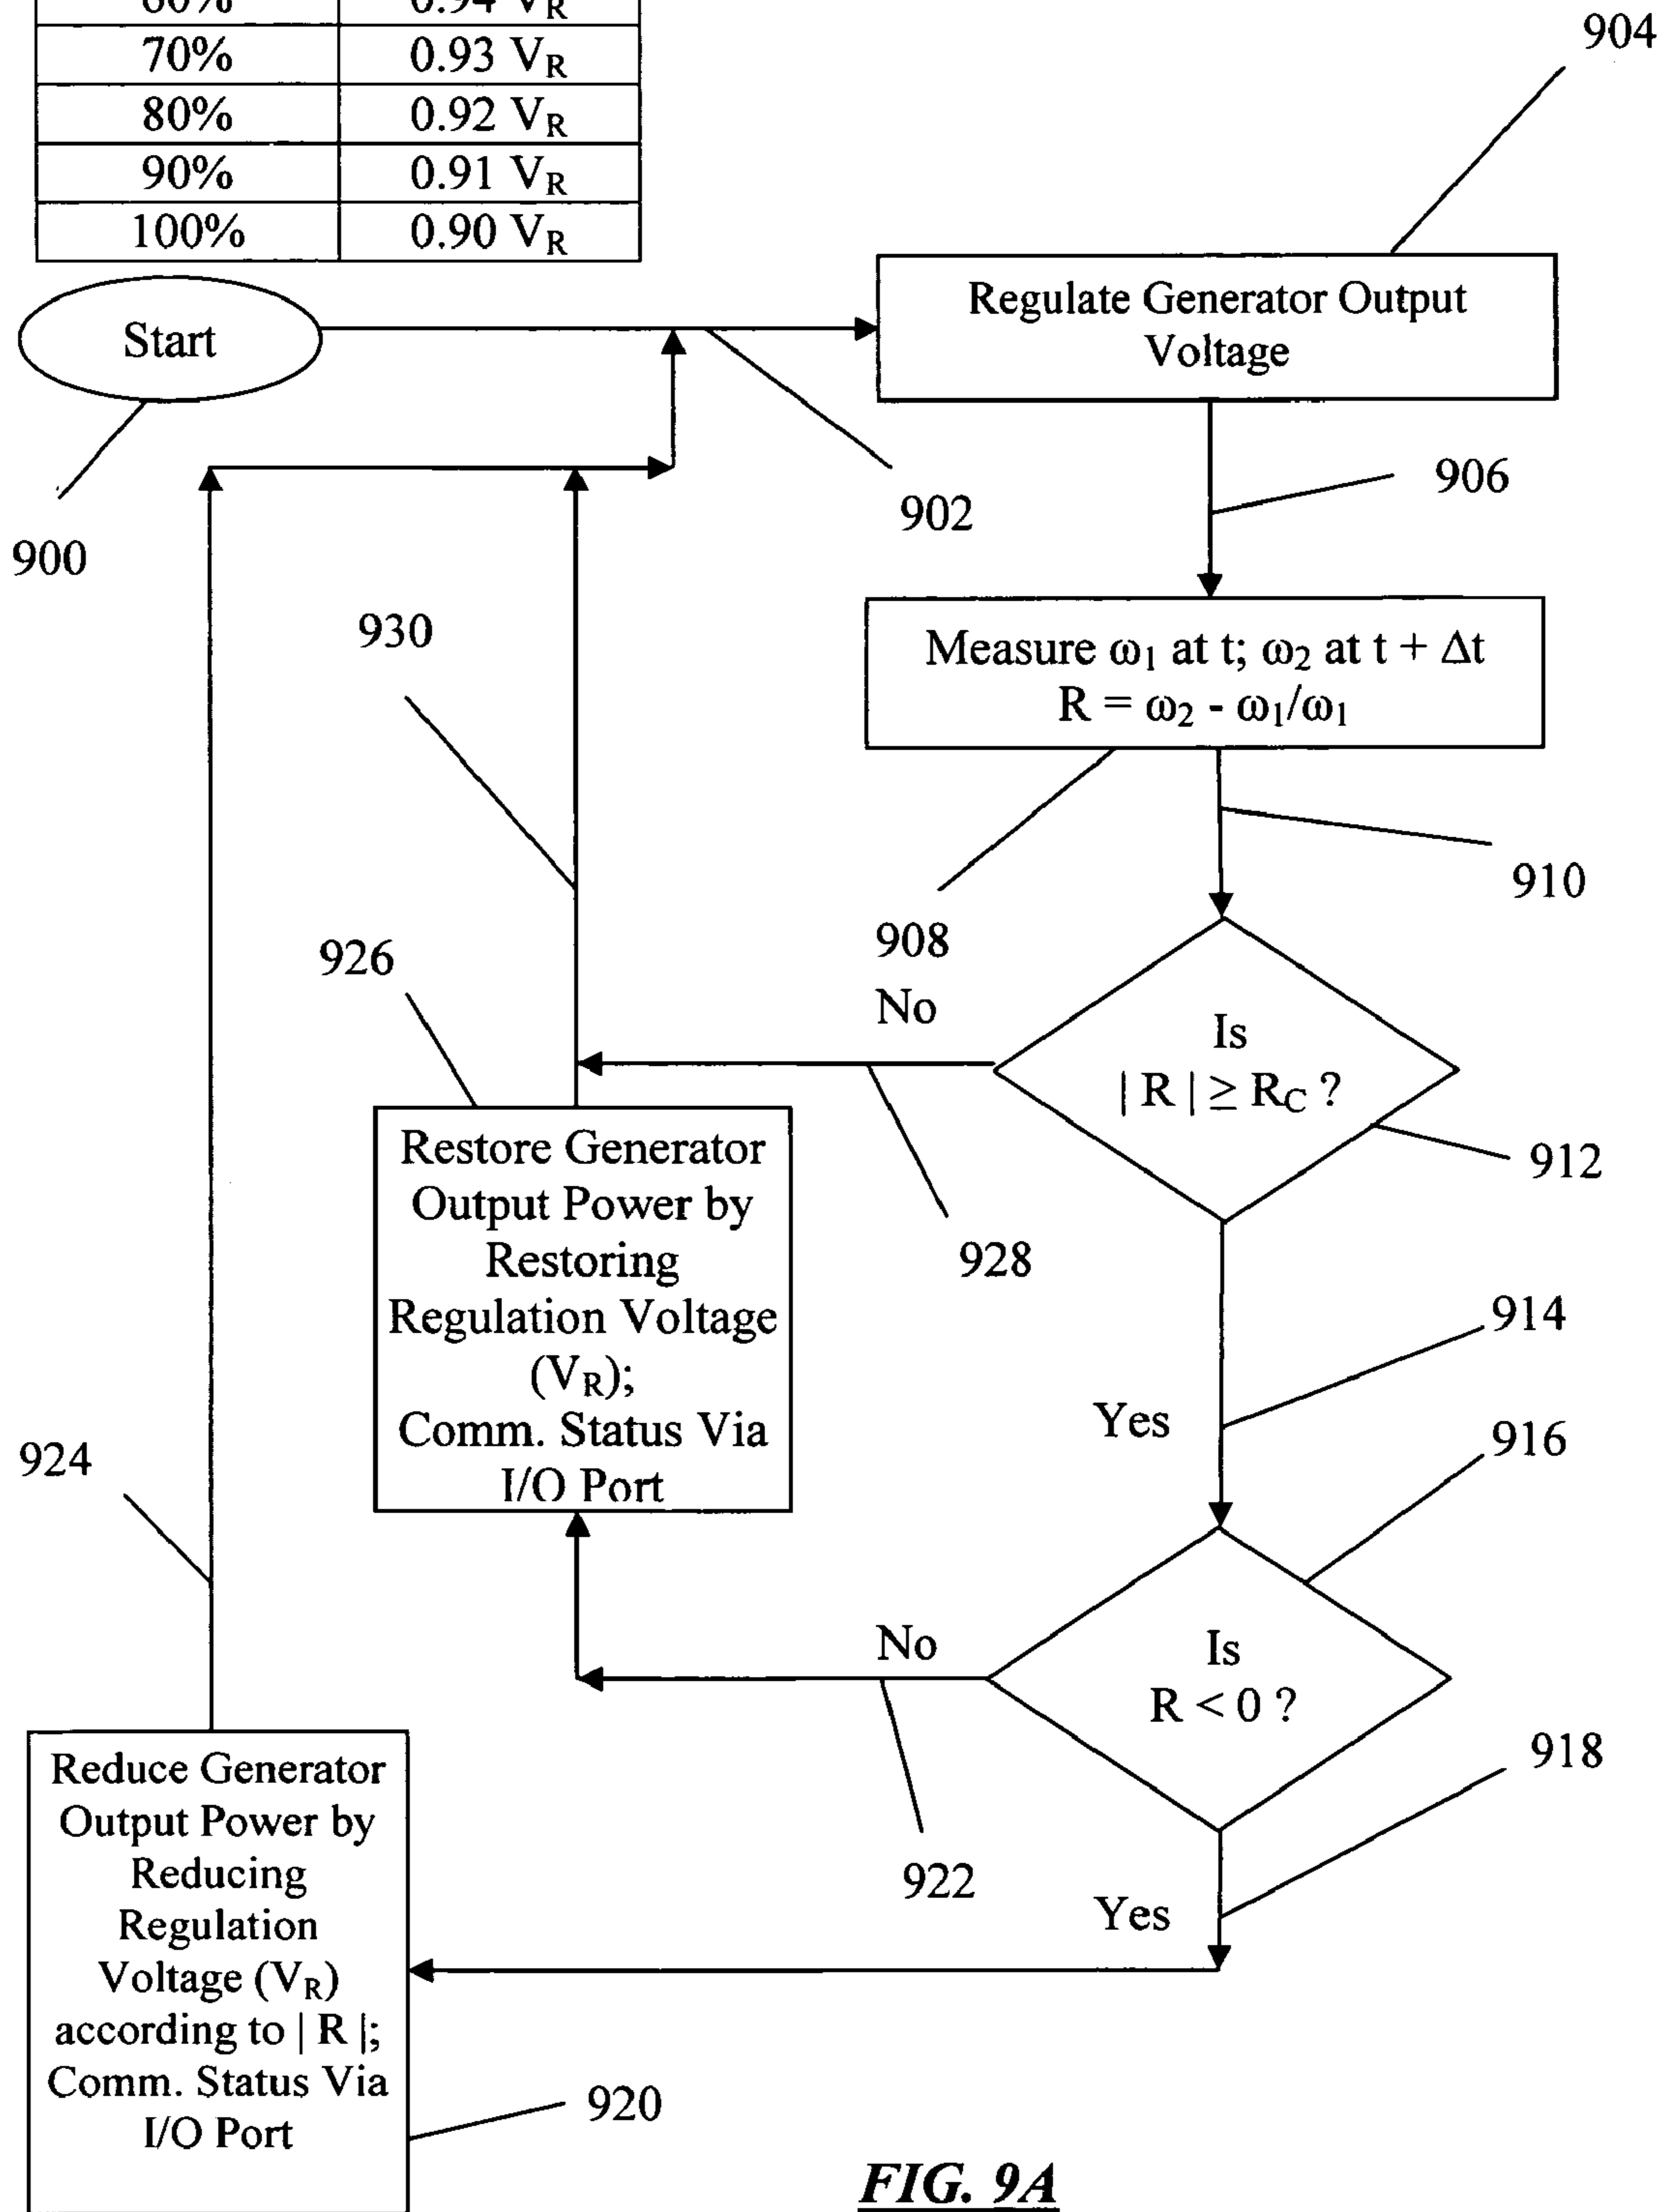 60% 0.94 VR
70% 0.93 VR
80% 0.92 VR
90% 0.91 VR
100% 0.90 VR
904
Start
Regulate Generator Output
Voltage
900
902
906
Measure ω1 at t; ω2 at t + Δt
R = ω2 - ω1/ω1
930
908
910
926
No
Is
| R | ≥ RC ?
912
928
Restore Generator
Output Power by
Restoring
Regulation Voltage
(VR);
Comm. Status Via
I/O Port
914
Yes
916
924
No
Is
R < 0 ?
918
922
Yes
Reduce Generator
Output Power by
Reducing
Regulation
Voltage (VR)
according to | R |;
Comm. Status Via
I/O Port
920
FIG. 9A